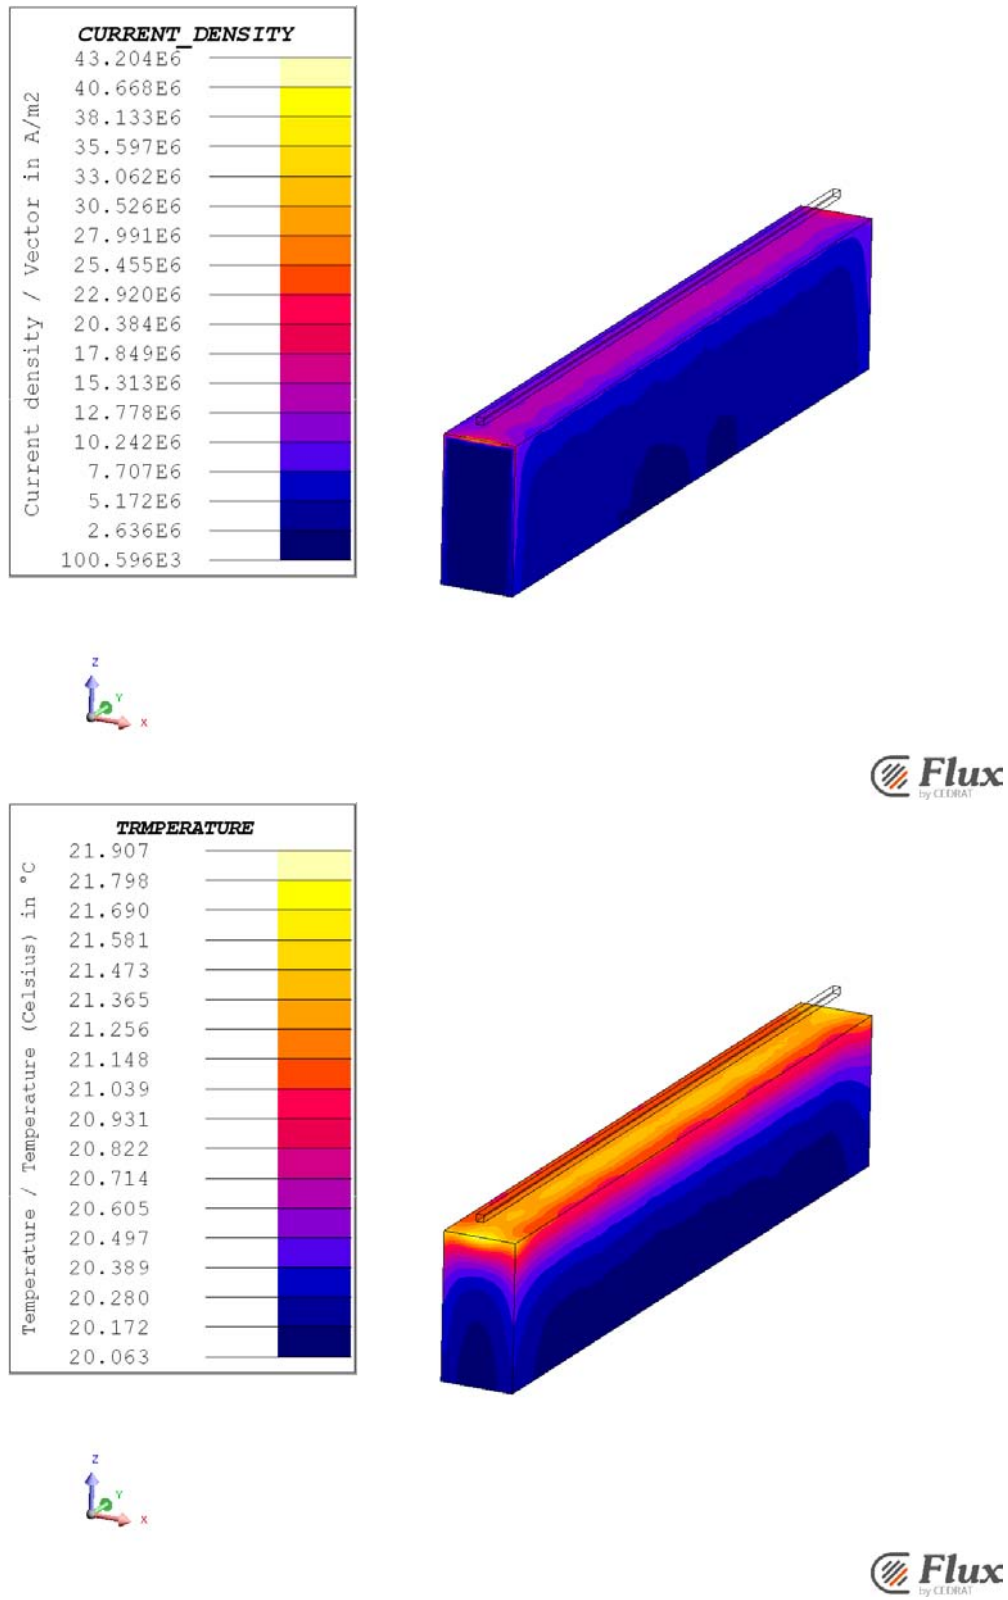 CURRENT_DENSITY
Current density / Vector in A/m2
43.204E6
40.668E6
38.133E6
35.597E6
33.062E6
30.526E6
27.991E6
25.455E6
22.920E6
20.384E6
17.849E6
15.313E6
12.778E6
10.242E6
7.707E6
5.172E6
2.636E6
100.596E3
Z
Y
X
Flux
by CEDRAT
TRMPERATURE
Temperature / Temperature (Celsius) in °C
21.907
21.798
21.690
21.581
21.473
21.365
21.256
21.148
21.039
20.931
20.822
20.714
20.605
20.497
20.389
20.280
20.172
20.063
Z
Y
X
Flux
by CEDRAT